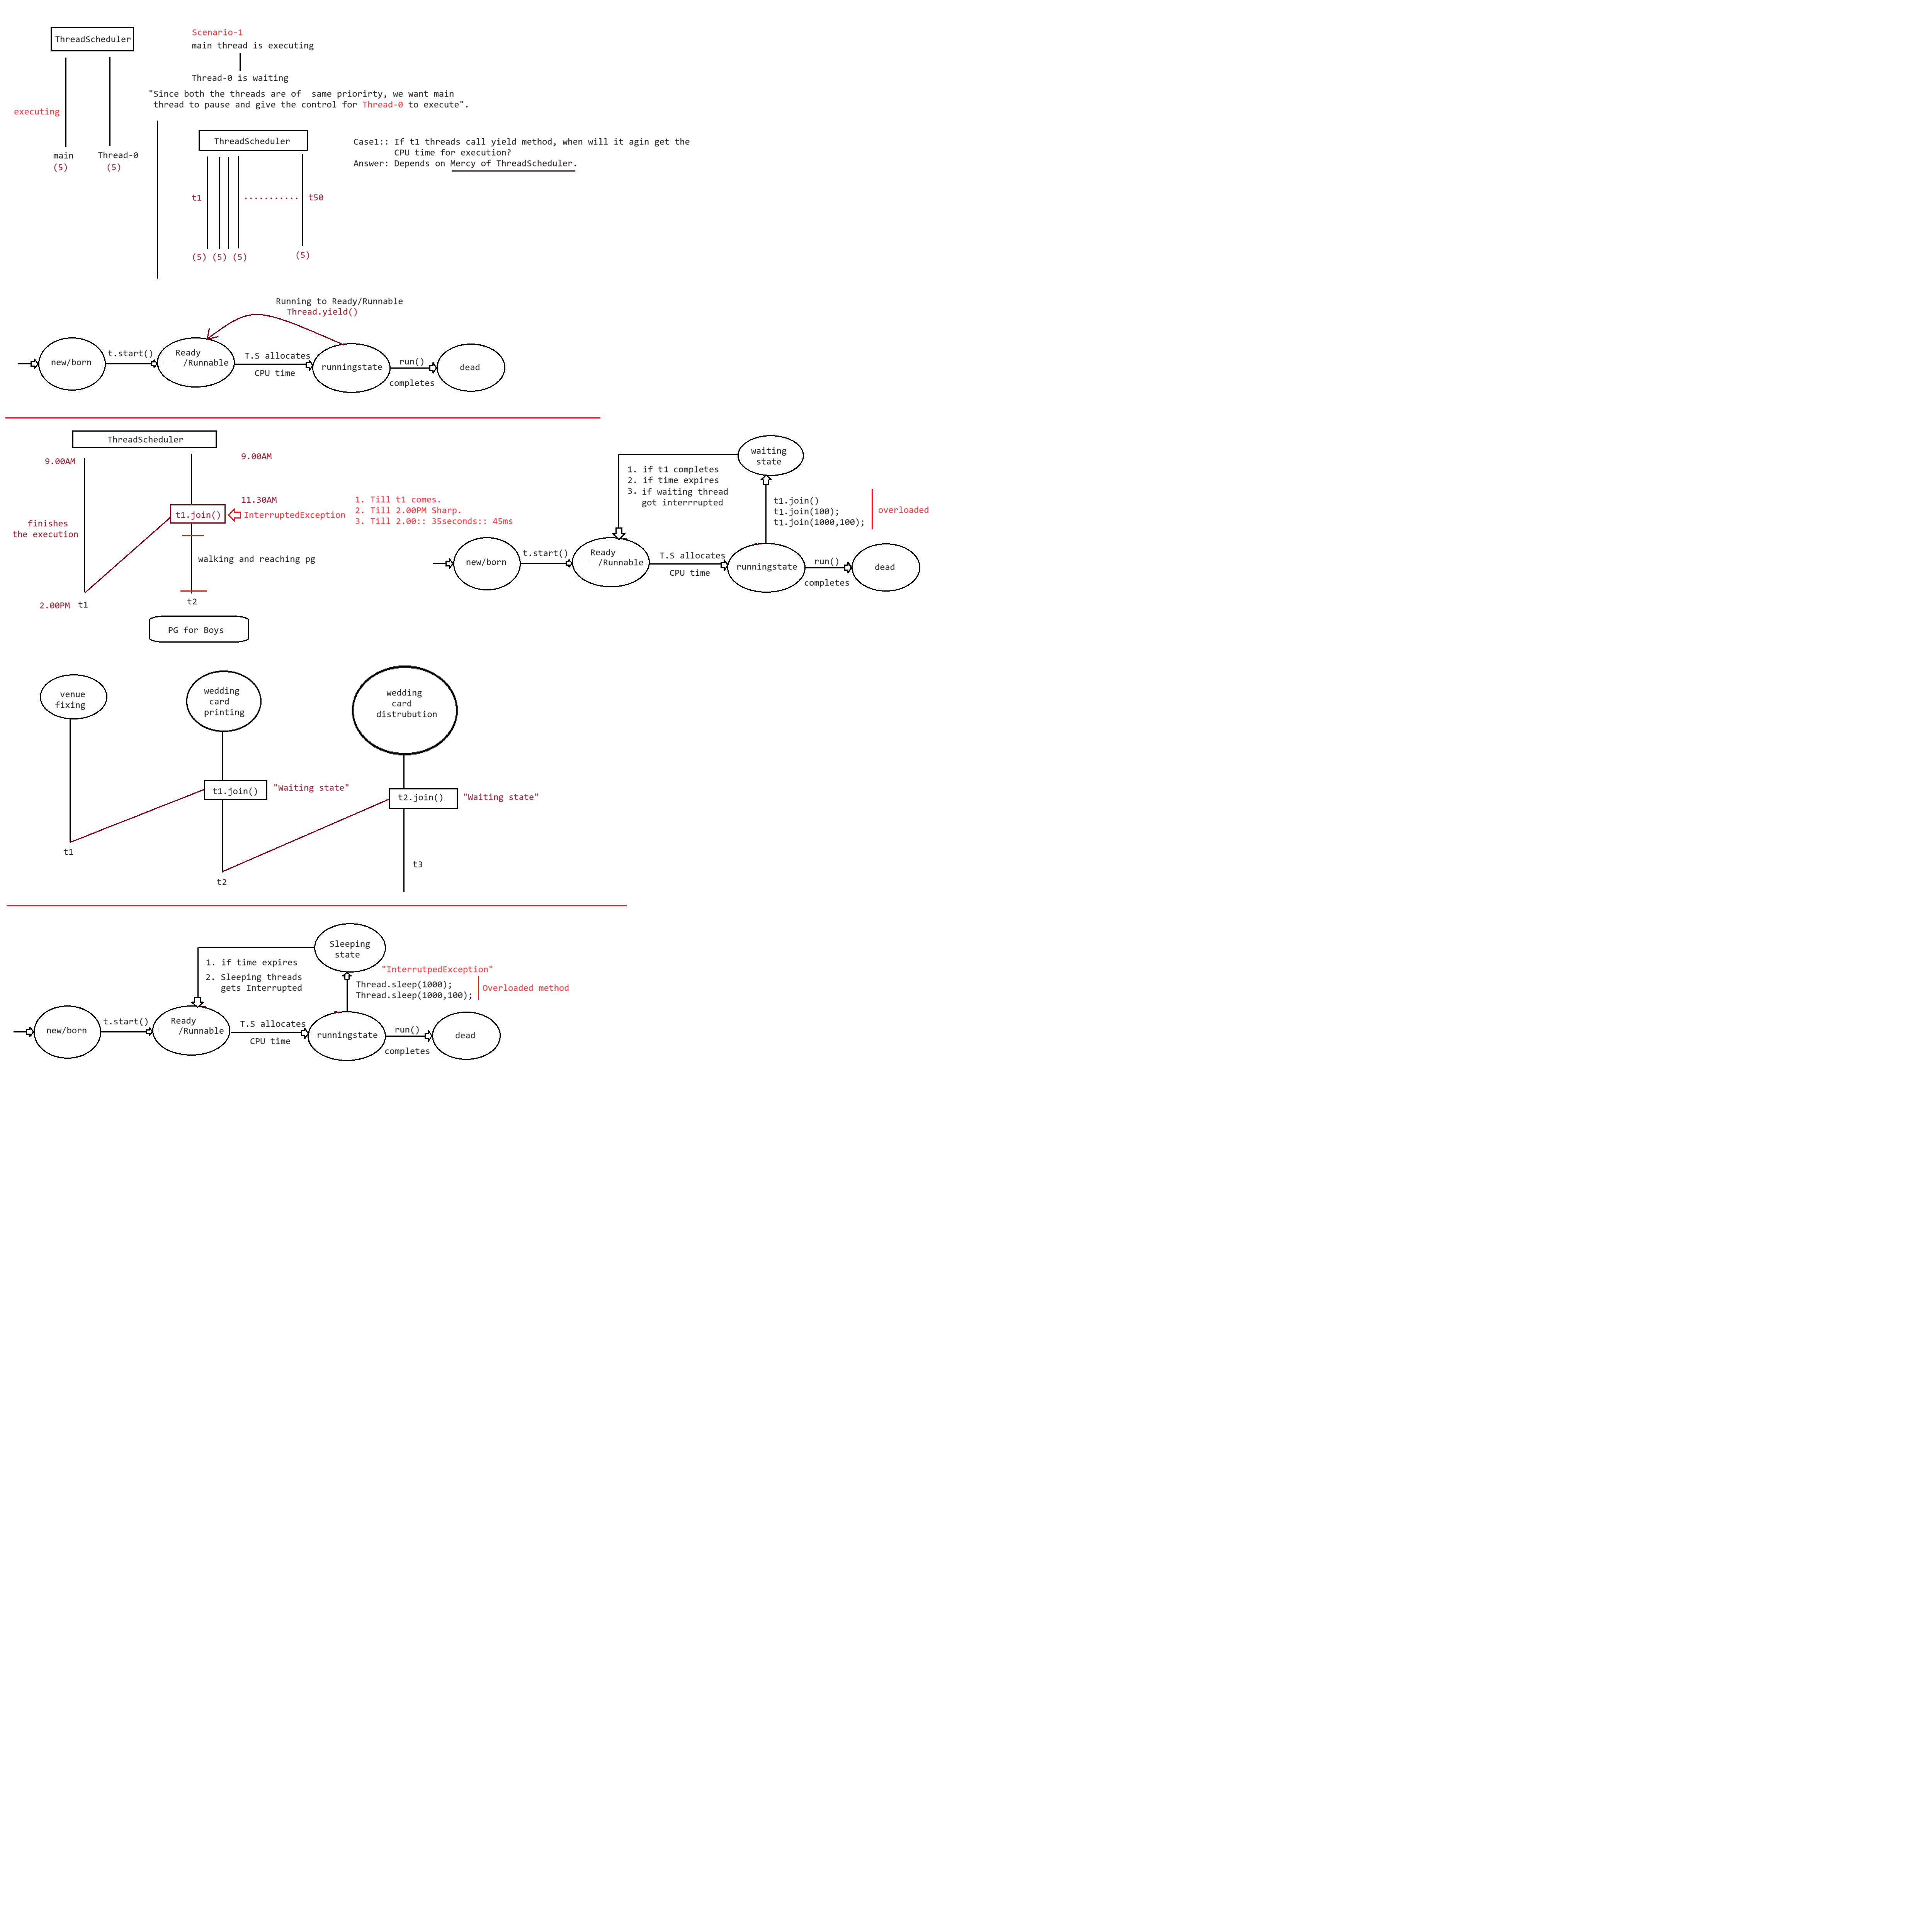 ThreadScheduler
executing
main
(5)
Thread-0
(5)
Scenario-1
main thread is executing
Thread-0 is waiting
"Since both the threads are of  same priorirty, we want main
thread to pause and give the control for Thread-0 to execute".
ThreadScheduler
t1
...........
t50
(5) (5) (5)
(5)
Case1:: If t1 threads call yield method, when will it agin get the
CPU time for execution?
Answer: Depends on Mercy of ThreadScheduler.
Running to Ready/Runnable
Thread.yield()
new/born
t.start()
Ready
/Runnable
T.S allocates
CPU time
runningstate
run()
completes
dead
ThreadScheduler
9.00AM
9.00AM
11.30AM
t1.join()
InterruptedException
1. Till t1 comes.
2. Till 2.00PM Sharp.
3. Till 2.00:: 35seconds:: 45ms
finishes
the execution
walking and reaching pg
2.00PM
t1
t2
PG for Boys
waiting
state
1. if t1 completes
2. if time expires
3. if waiting thread
got interrrupted
t1.join()
t1.join(100);
t1.join(1000,100);
overloaded
new/born
t.start()
Ready
/Runnable
T.S allocates
CPU time
runningstate
run()
completes
dead
venue
fixing
wedding
card
printing
wedding
card
distrubution
t1.join()
"Waiting state"
t2.join()
"Waiting state"
t1
t2
t3
Sleeping
state
1. if time expires
2. Sleeping threads
gets Interrupted
"InterrutpedException"
Thread.sleep(1000);
Thread.sleep(1000,100);
Overloaded method
new/born
t.start()
Ready
/Runnable
T.S allocates
CPU time
runningstate
run()
completes
dead